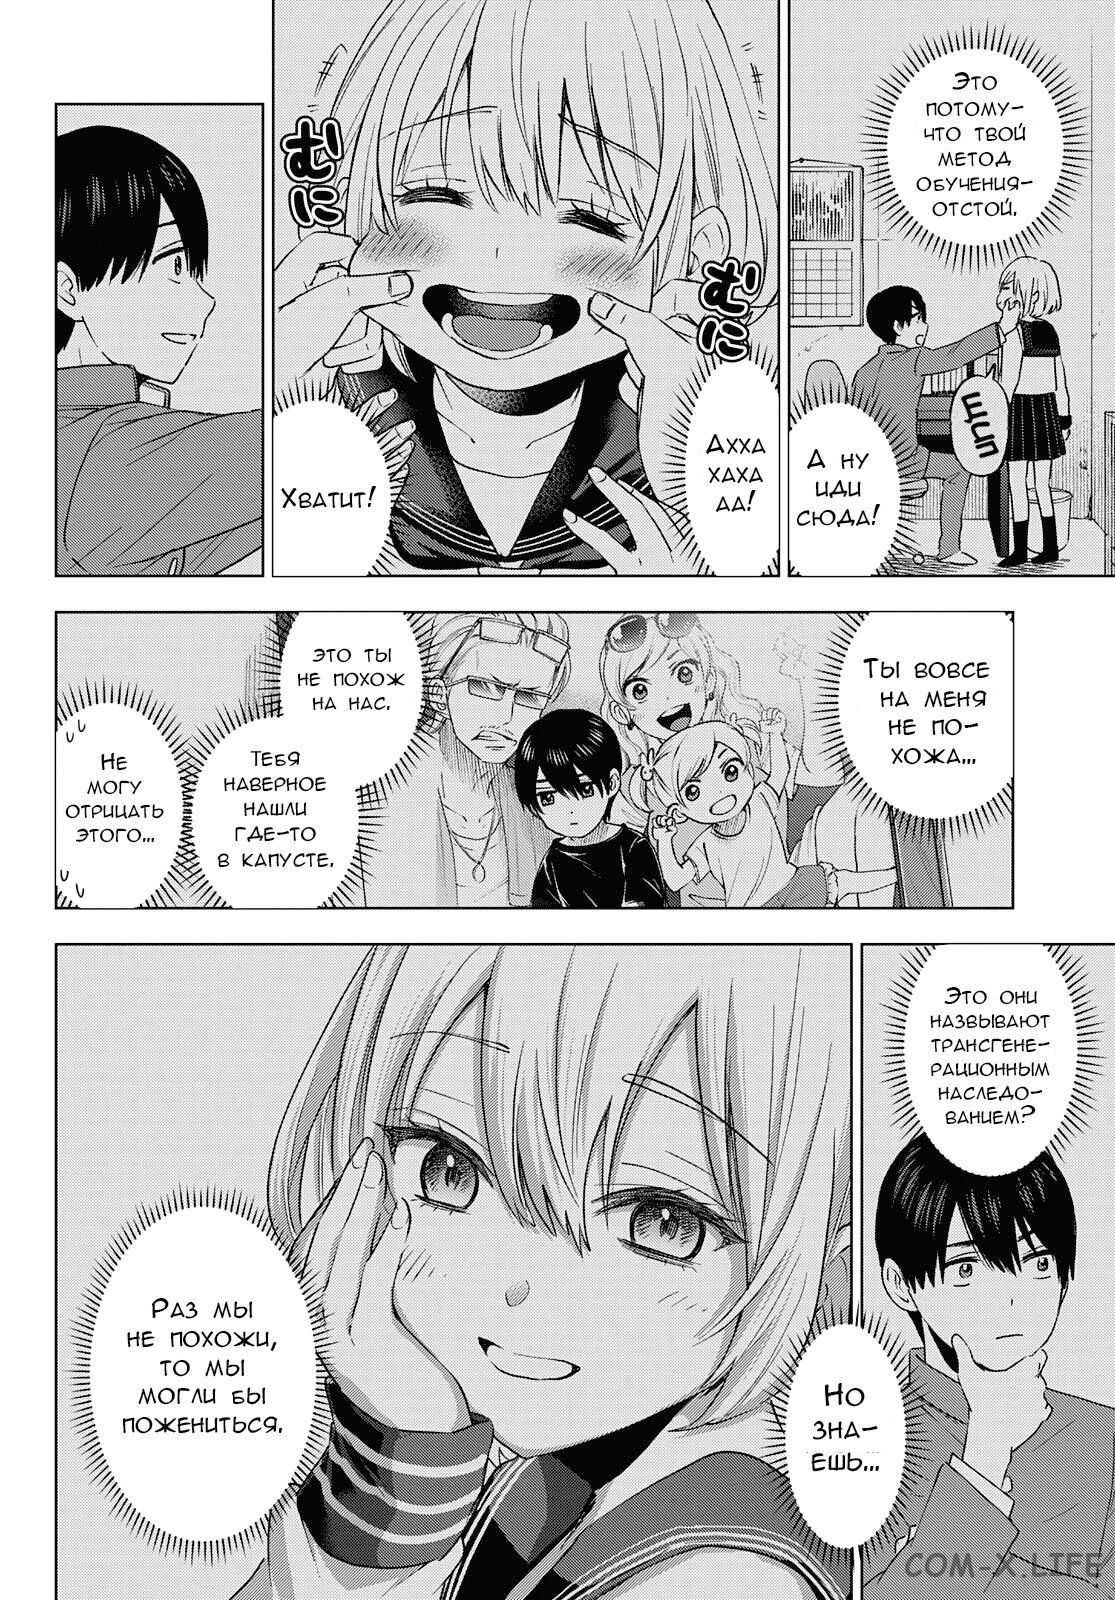 Это
потому-
что твой
метод
обучения-
отстой.
щип
А ну
иди
сюда!
むに
むに
Ахха
хаха
аа!
Хватит!
Ты вовсе
на меня
не по-
хожа...
это ты
не похож
на нас.
Тебя
наверное
нашли
где-то
в капусте.
Не
могу
отрицать
этого...
Это они
назвывают
трансгене-
рационным
наследо-
ванием?
Но
зна-
ешь...
Раз мы
не похожи,
то мы
могли бы
пожениться.
COM-X.LIFE